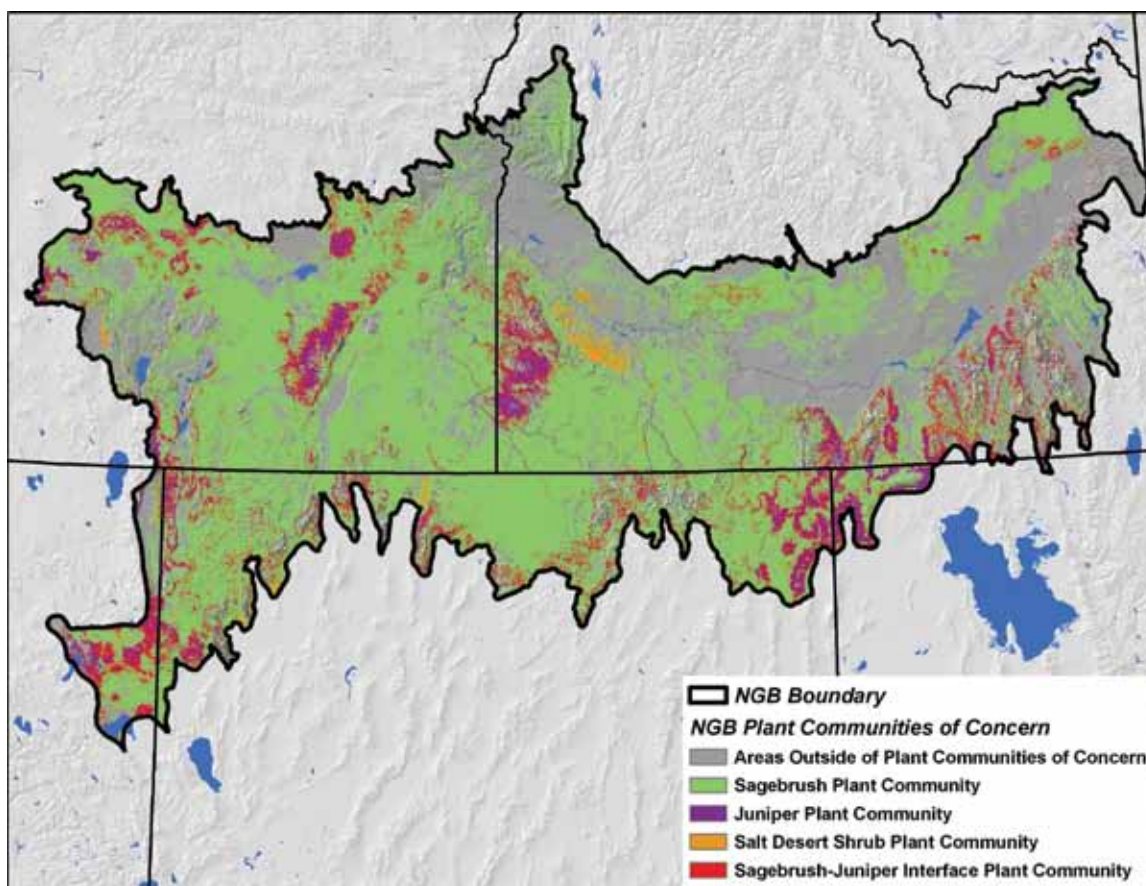 NGB Boundary
NGB Plant Communities of Concern
Areas Outside of Plant Communities of Concern
Sagebrush Plant Community
Juniper Plant Community
Salt Desert Shrub Plant Community
Sagebrush-Juniper Interface Plant Community